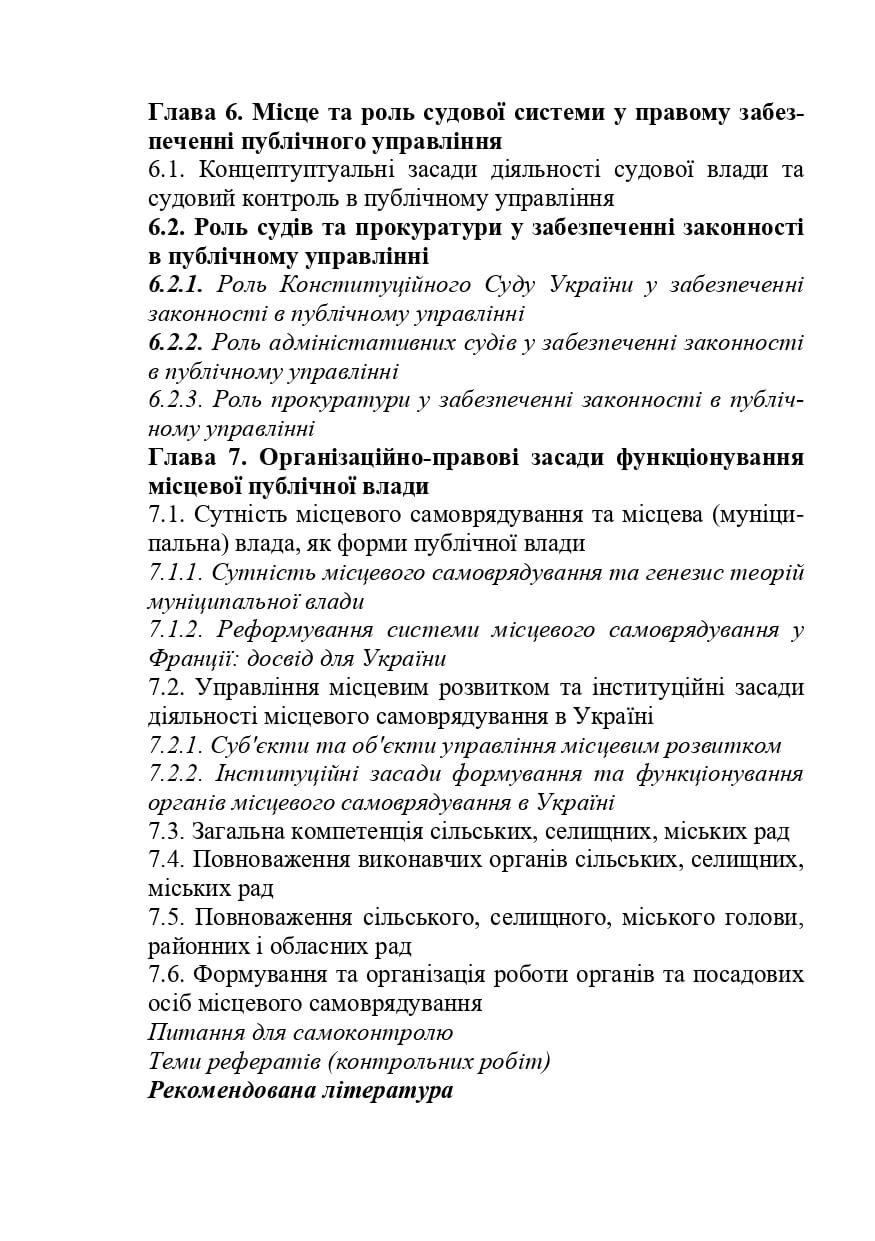 Глава 6. Місце та роль судової системи у правому забез-
печенні публічного управління
6.1. Концептуптуальні засади діяльності судової влади та
судовий контроль в публічному управління
6.2. Роль судів та прокуратури у забезпеченні законності
в публічному управлінні
6.2.1. Роль Конституційного Суду України у забезпеченні
законності в публічному управлінні
6.2.2. Роль адміністативних судів у забезпеченні законності
в публічному управлінні
6.2.3. Роль прокуратури у забезпеченні законності в публіч-
ному управлінні
Глава 7. Організаційно-правові засади функціонування
місцевої публічної влади
7.1. Сутність місцевого самоврядування та місцева (муніци-
пальна) влада, як форми публічної влади
7.1.1. Сутність місцевого самоврядування та генезис теорій
муніципальної влади
7.1.2. Реформування системи місцевого самоврядування у
Франції: досвід для України
7.2. Управління місцевим розвитком та інституційні засади
діяльності місцевого самоврядування в Україні
7.2.1. Суб'єкти та об'єкти управління місцевим розвитком
7.2.2. Інституційні засади формування та функціонування
органів місцевого самоврядування в Україні
7.3. Загальна компетенція сільських, селищних, міських рад
7.4. Повноваження виконавчих органів сільських, селищних,
міських рад
7.5. Повноваження сільського, селищного, міського голови,
районних і обласних рад
7.6. Формування та організація роботи органів та посадових
осіб місцевого самоврядування
Питання для самоконтролю
Теми рефератів (контрольних робіт)
Рекомендована література